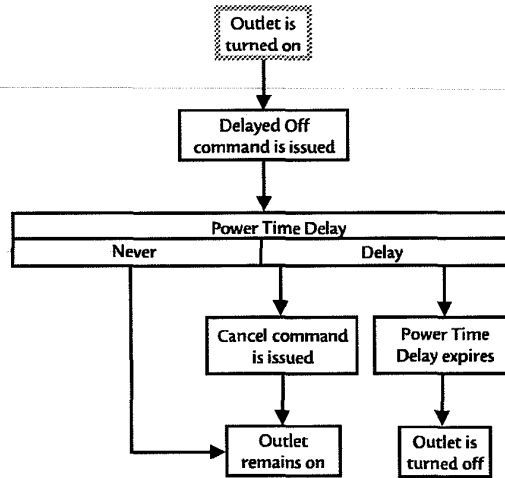 Outlet is
turned on
Delayed Off
command is issued
Power Time Delay
Never
Delay
Cancel command
is issued
Power Time
Delay expires
Outlet
remains on
Outlet is
turned off